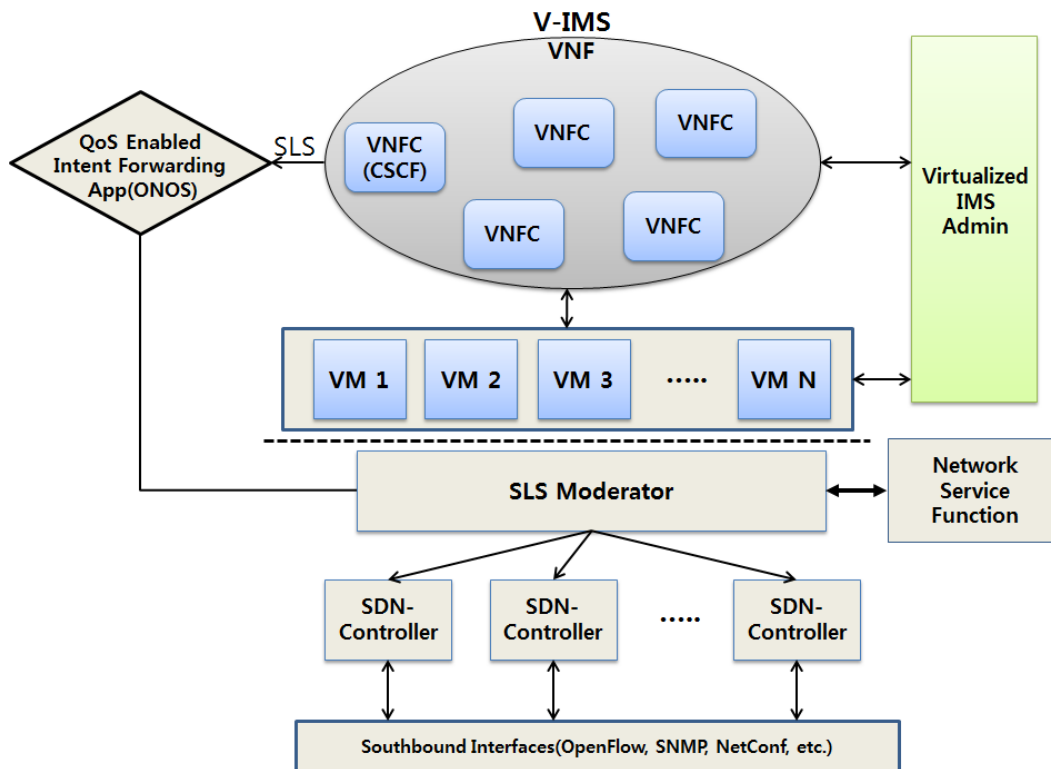 V-IMS
VNF
QoS Enabled
Intent Forwarding
App(ONOS)
SLS
VNFC
(CSCF)
VNFC
VNFC
VNFC
VNFC
Virtualized
IMS
Admin
VM 1
VM 2
VM 3
.....
VM N
SLS Moderator
Network
Service
Function
SDN-
Controller
SDN-
Controller
.....
SDN-
Controller
Southbound Interfaces(OpenFlow, SNMP, NetConf, etc.)